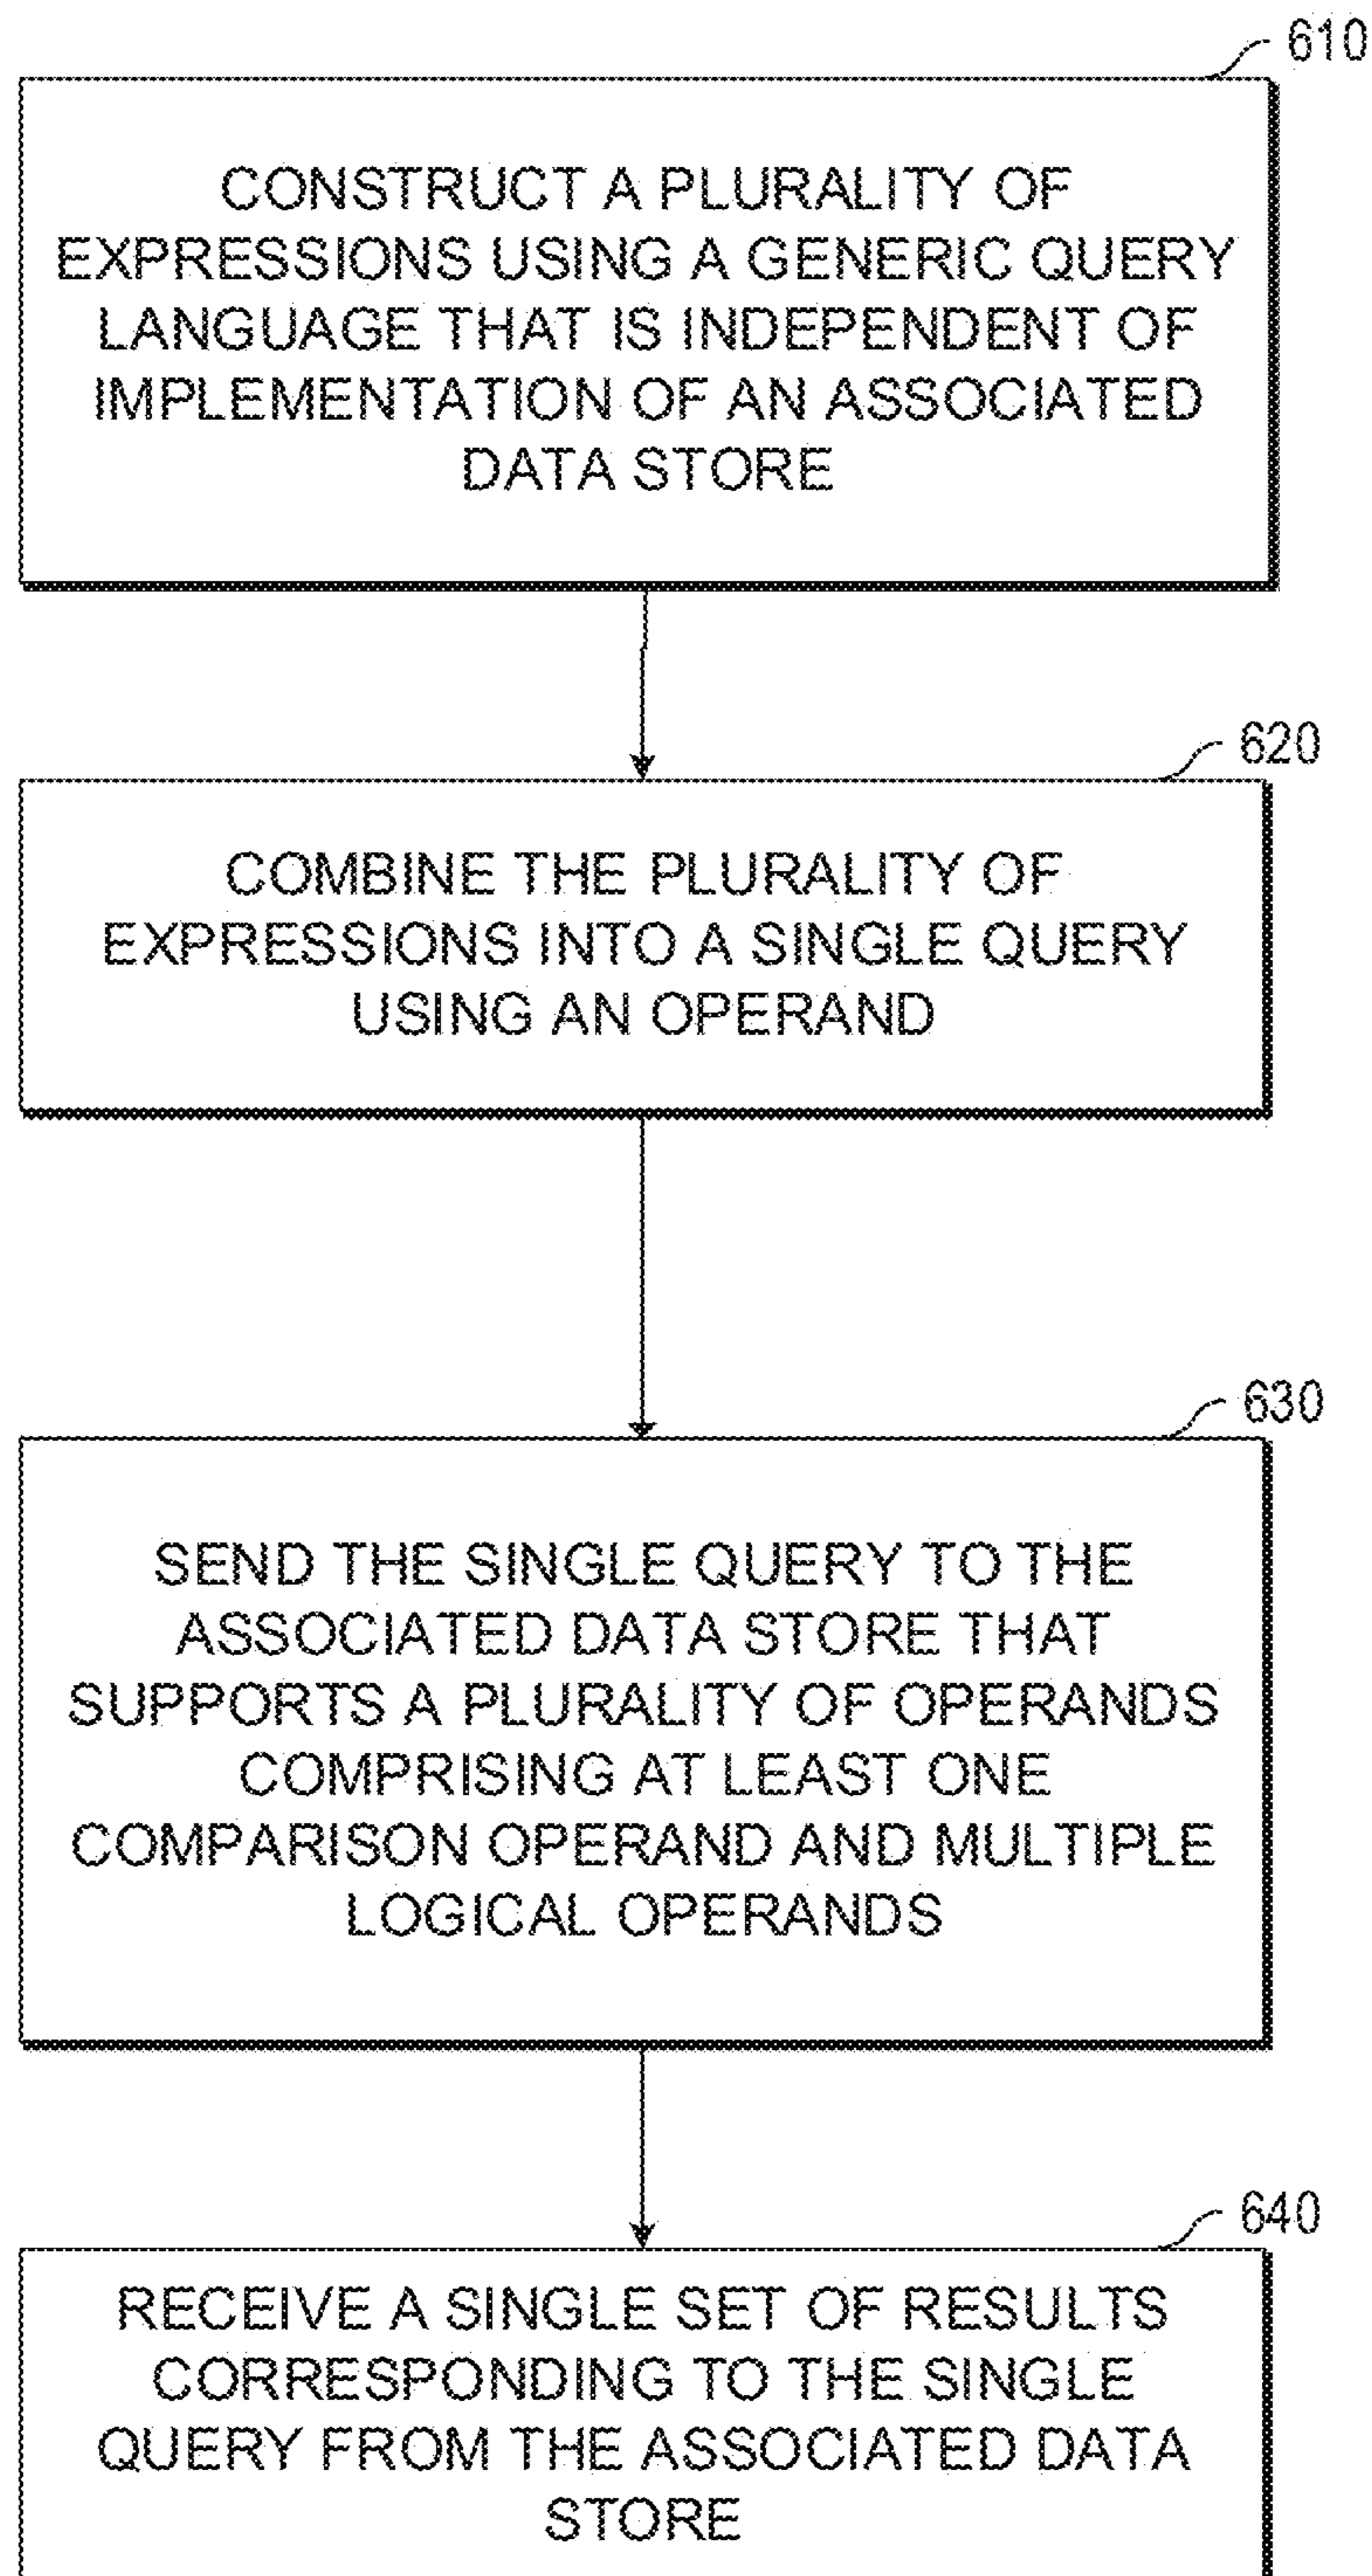 610
CONSTRUCT A PLURALITY OF
EXPRESSIONS USING A GENERIC QUERY
LANGUAGE THAT IS INDEPENDENT OF
IMPLEMENTATION OF AN ASSOCIATED
DATA STORE
620
COMBINE THE PLURALITY OF
EXPRESSIONS INTO A SINGLE QUERY
USING AN OPERAND
630
SEND THE SINGLE QUERY TO THE
ASSOCIATED DATA STORE THAT
SUPPORTS A PLURALITY OF OPERANDS
COMPRISING AT LEAST ONE
COMPARISON OPERAND AND MULTIPLE
LOGICAL OPERANDS
640
RECEIVE A SINGLE SET OF RESULTS
CORRESPONDING TO THE SINGLE
QUERY FROM THE ASSOCIATED DATA
STORE